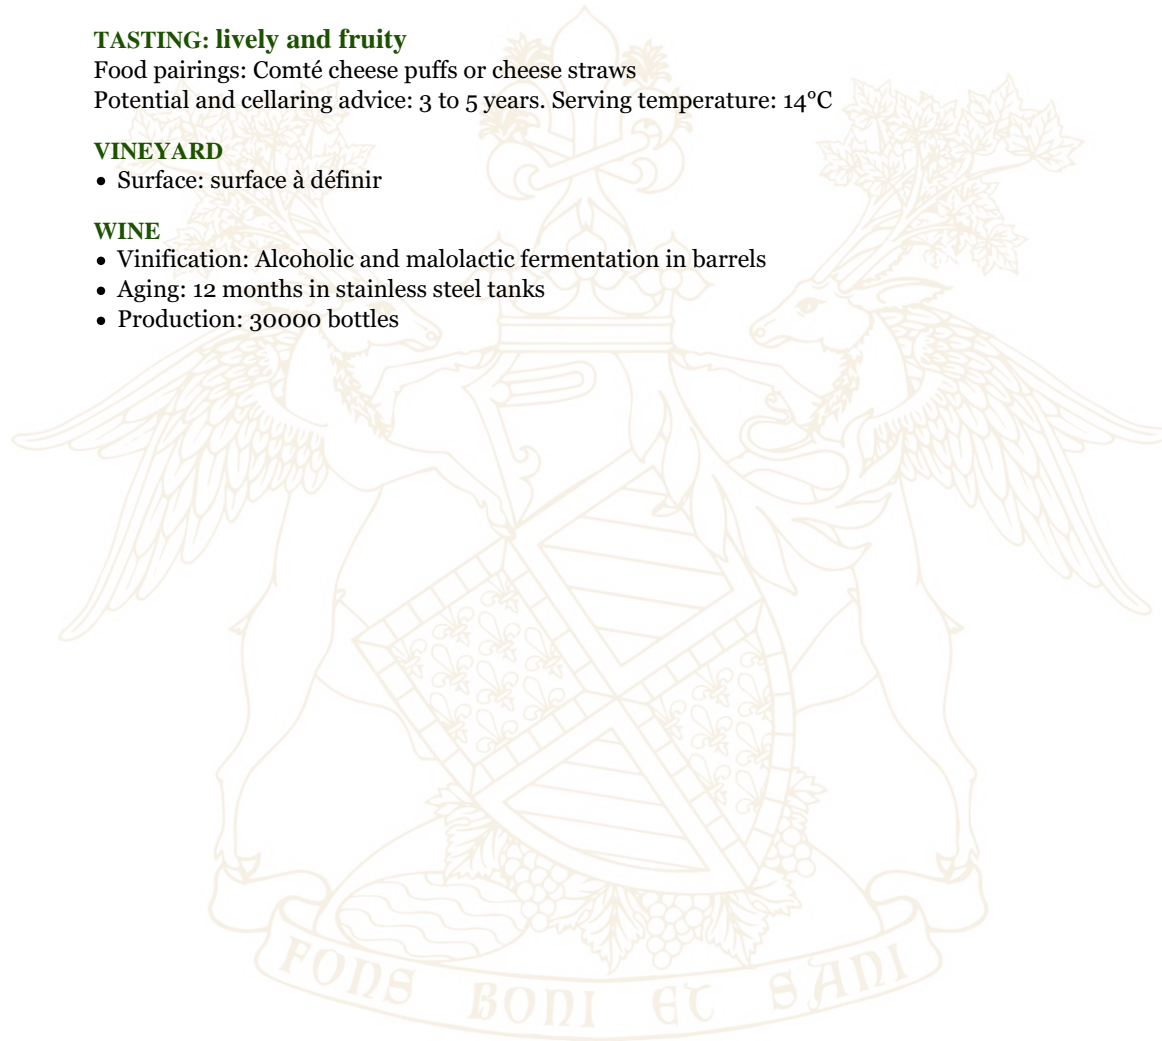 TASTING: lively and fruity
Food pairings: Comté cheese puffs or cheese straws
Potential and cellaring advice: 3 to 5 years. Serving temperature: 14°C
VINEYARD
• Surface: surface à définir
WINE
• Vinification: Alcoholic and malolactic fermentation in barrels
• Aging: 12 months in stainless steel tanks
• Production: 30000 bottles
FONS BONI ET SANI